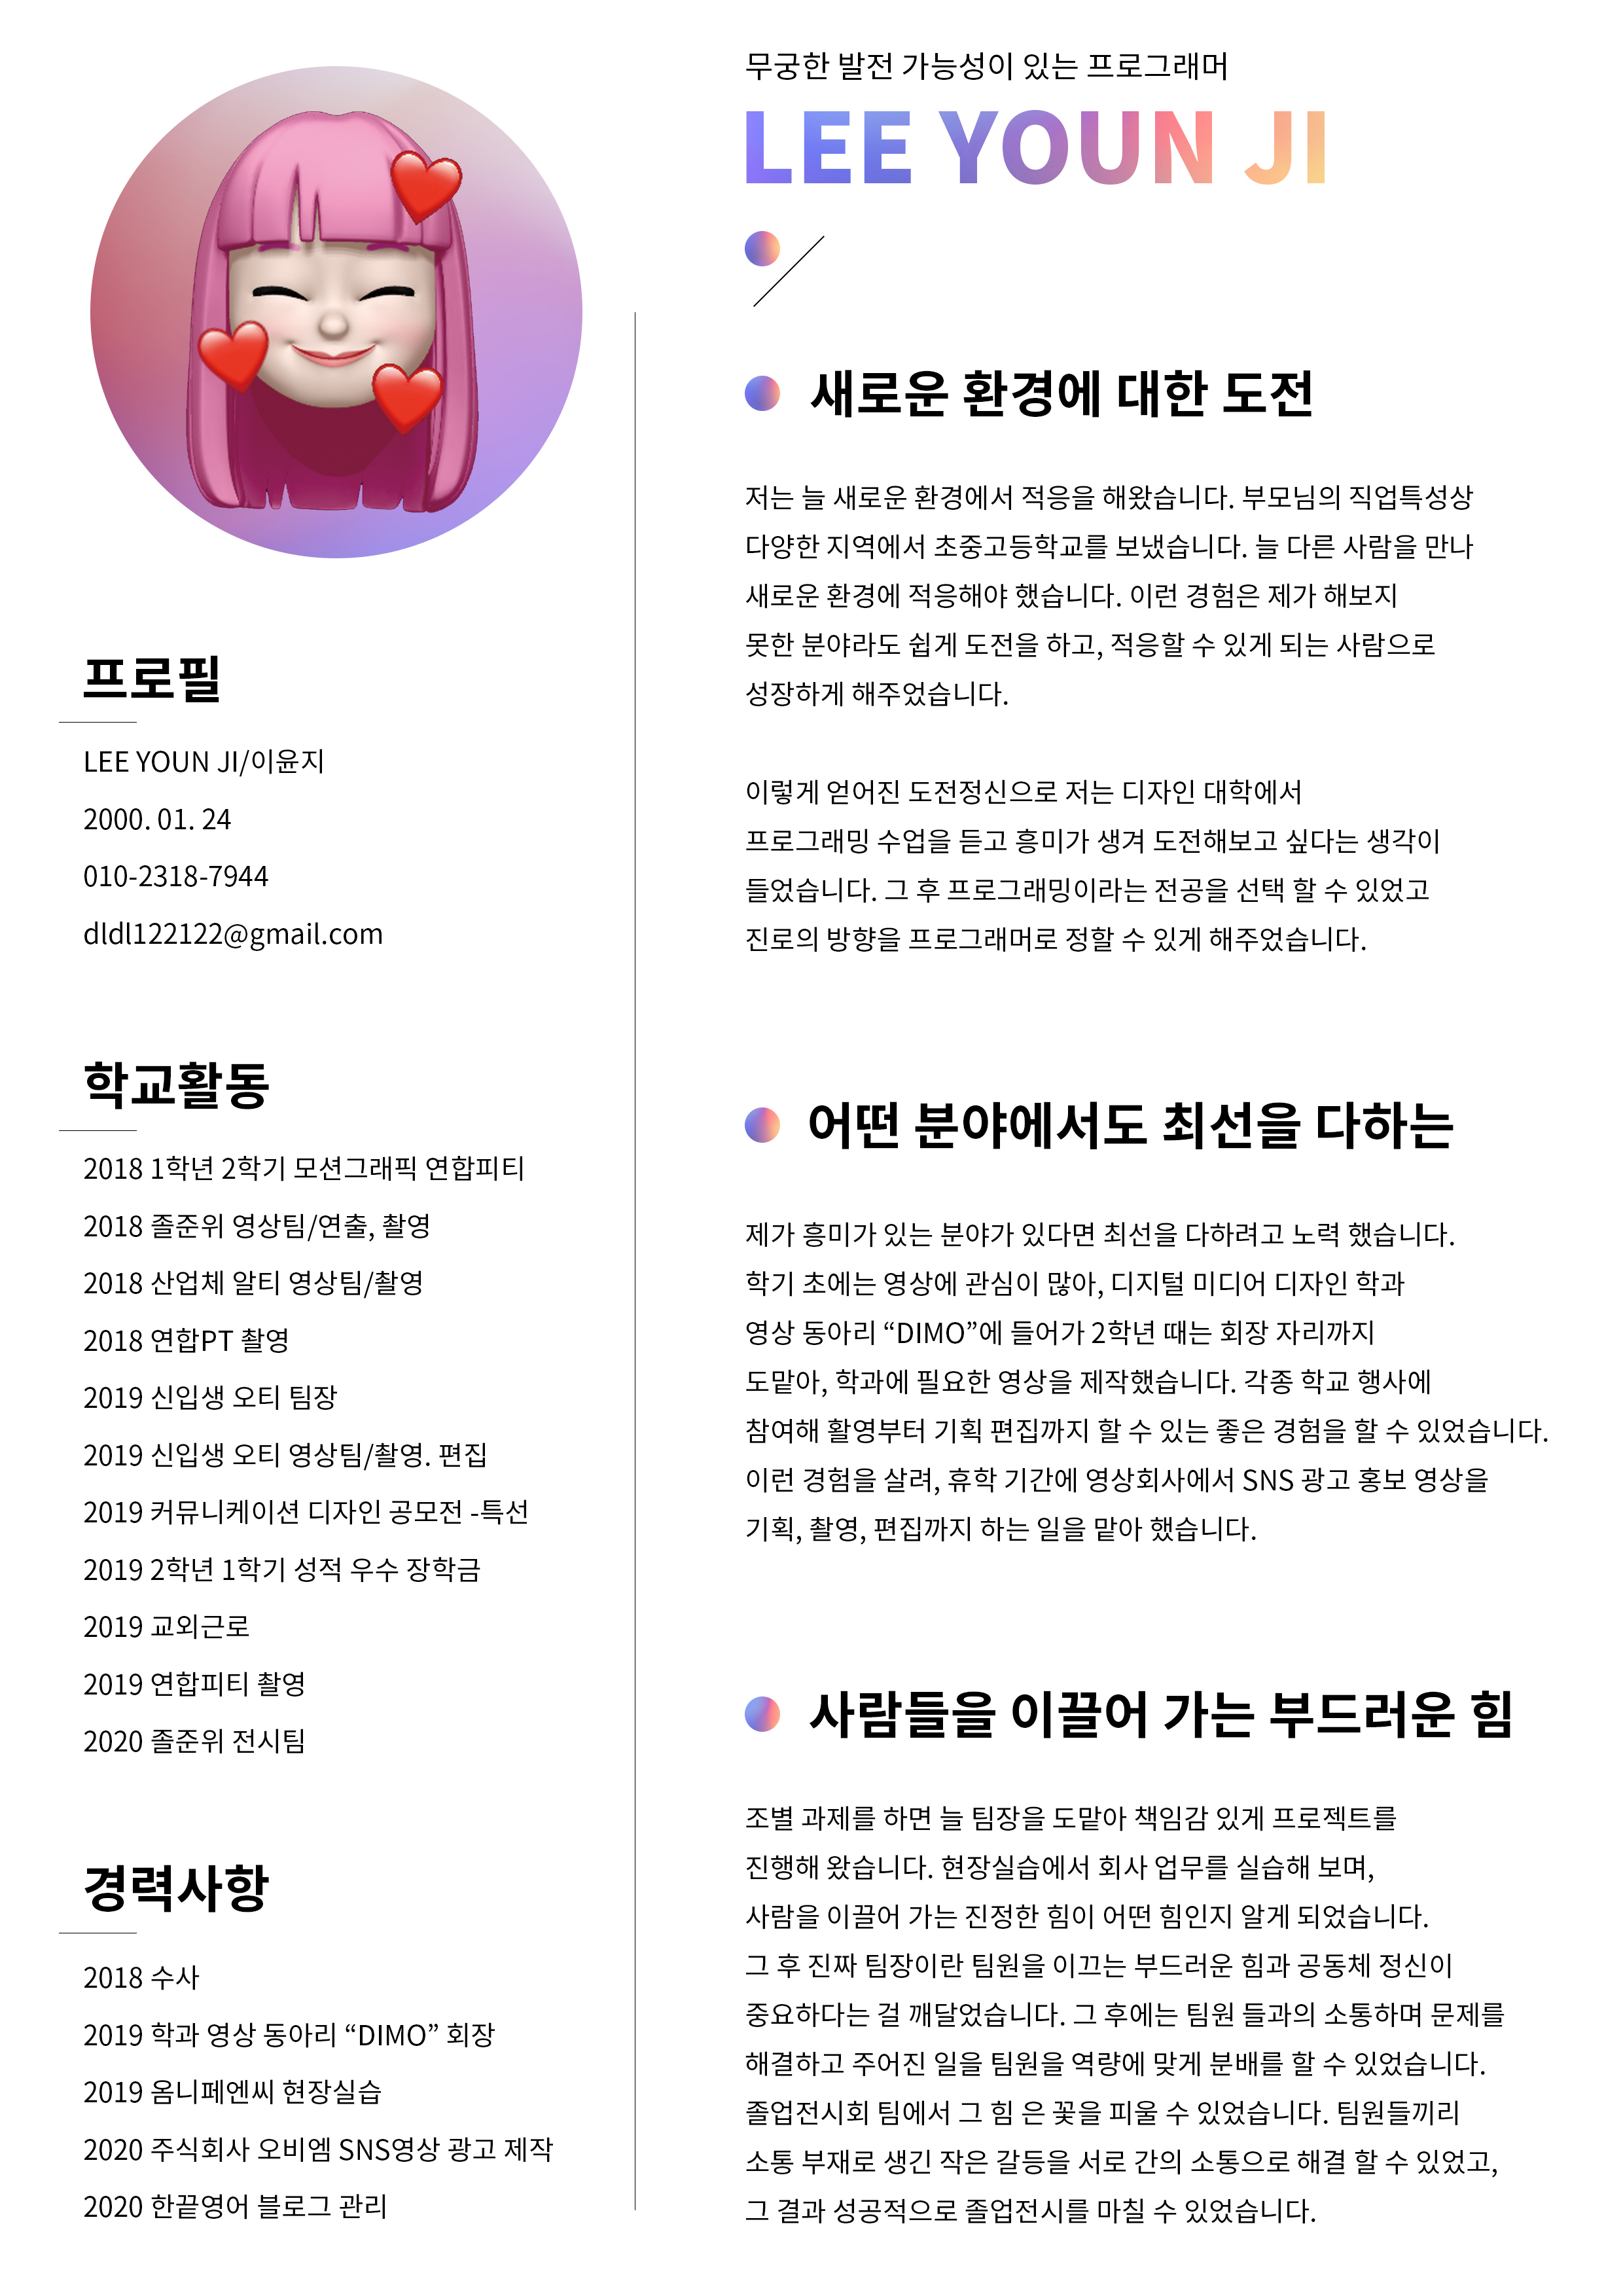 무궁한 발전 가능성이 있는 프로그래머
LEE YOUN JI
프로필
LEE YOUN JI/이윤지
2000. 01. 24
010-2318-7944
dldl122122@gmail.com
학교활동
2018 1학년 2학기 모션그래픽 연합피티
2018 졸준위 영상팀/연출, 촬영
2018 산업체 알티 영상팀/촬영
2018 연합PT 촬영
2019 신입생 오티 팀장
2019 신입생 오티 영상팀/촬영. 편집
2019 커뮤니케이션 디자인 공모전 -특선
2019 2학년 1학기 성적 우수 장학금
2019 교외근로
2019 연합피티 촬영
2020 졸준위 전시팀
경력사항
2018 수사
2019 학과 영상 동아리 “DIMO” 회장
2019 옴니페엔씨 현장실습
2020 주식회사 오비엠 SNS영상 광고 제작
2020 한끝영어 블로그 관리
새로운 환경에 대한 도전
저는 늘 새로운 환경에서 적응을 해왔습니다. 부모님의 직업특성상
다양한 지역에서 초중고등학교를 보냈습니다. 늘 다른 사람을 만나
새로운 환경에 적응해야 했습니다. 이런 경험은 제가 해보지
못한 분야라도 쉽게 도전을 하고, 적응할 수 있게 되는 사람으로
성장하게 해주었습니다.
이렇게 얻어진 도전정신으로 저는 디자인 대학에서
프로그래밍 수업을 듣고 흥미가 생겨 도전해보고 싶다는 생각이
들었습니다. 그 후 프로그래밍이라는 전공을 선택 할 수 있었고
진로의 방향을 프로그래머로 정할 수 있게 해주었습니다.
어떤 분야에서도 최선을 다하는
제가 흥미가 있는 분야가 있다면 최선을 다하려고 노력 했습니다.
학기 초에는 영상에 관심이 많아, 디지털 미디어 디자인 학과
영상 동아리 “DIMO”에 들어가 2학년 때는 회장 자리까지
도맡아, 학과에 필요한 영상을 제작했습니다. 각종 학교 행사에
참여해 활영부터 기획 편집까지 할 수 있는 좋은 경험을 할 수 있었습니다.
이런 경험을 살려, 휴학 기간에 영상회사에서 SNS 광고 홍보 영상을
기획, 촬영, 편집까지 하는 일을 맡아 했습니다.
사람들을 이끌어 가는 부드러운 힘
조별 과제를 하면 늘 팀장을 도맡아 책임감 있게 프로젝트를
진행해 왔습니다. 현장실습에서 회사 업무를 실습해 보며,
사람을 이끌어 가는 진정한 힘이 어떤 힘인지 알게 되었습니다.
그 후 진짜 팀장이란 팀원을 이끄는 부드러운 힘과 공동체 정신이
중요하다는 걸 깨달었습니다. 그 후에는 팀원 들과의 소통하며 문제를
해결하고 주어진 일을 팀원을 역량에 맞게 분배를 할 수 있었습니다.
졸업전시회 팀에서 그 힘 은 꽃을 피울 수 있었습니다. 팀원들끼리
소통 부재로 생긴 작은 갈등을 서로 간의 소통으로 해결 할 수 있었고,
그 결과 성공적으로 졸업전시를 마칠 수 있었습니다.